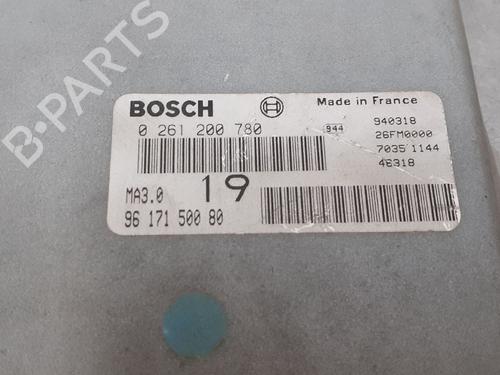 BOSCH
Made in France
0 261 200 780
944
940318
26FM0000
7035 1144
4E318
MA3.0
19
96 171 500 80
B-PARTS